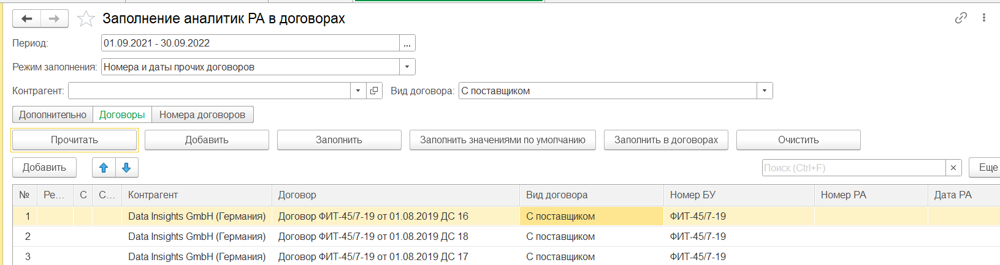 Заполнение аналитик РА в договорах
Период: 01.09.2021 - 30.09.2022 ...
Режим заполнения: Номера и даты прочих договоров
Контрагент: Вид договора: С поставщиком
Дополнительно Договоры Номера договоров
Прочитать Добавить Заполнить Заполнить значениями по умолчанию Заполнить в договорах Очистить
Добавить Поиск (Ctrl+F) × Еще
№ Ре... С С... Контрагент Договор Вид договора Номер БУ Номер РА Дата РА
1 Data Insights GmbH (Германия) Договор ФИТ-45/7-19 от 01.08.2019 ДС 16 С поставщиком ФИТ-45/7-19
2 Data Insights GmbH (Германия) Договор ФИТ-45/7-19 от 01.08.2019 ДС 18 С поставщиком ФИТ-45/7-19
3 Data Insights GmbH (Германия) Договор ФИТ-45/7-19 от 01.08.2019 ДС 17 С поставщиком ФИТ-45/7-19